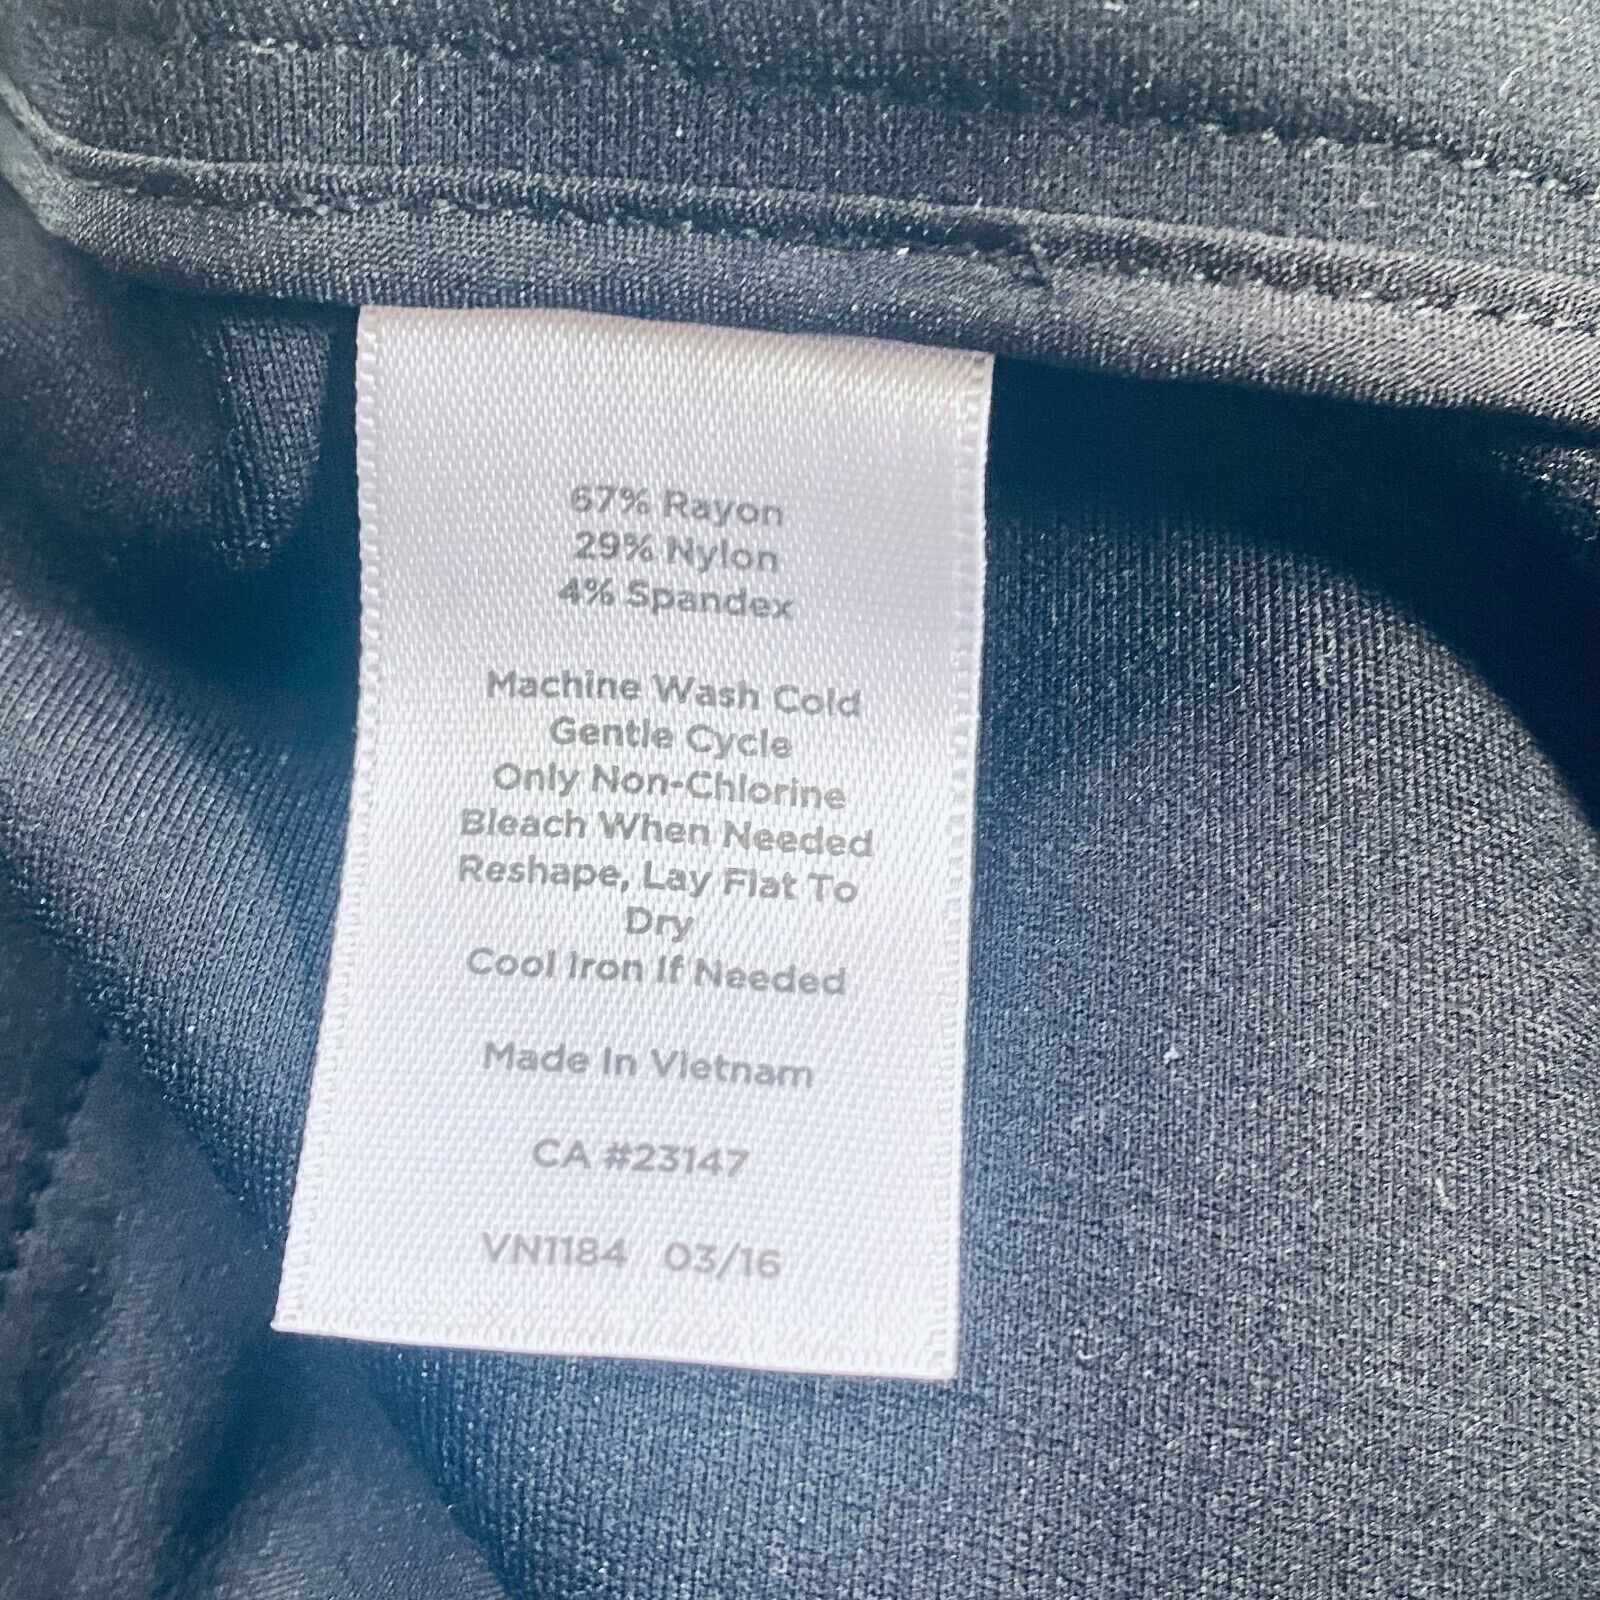 67% Rayon
29% Nylon
4% Spandex
Machine Wash Cold
Gentle Cycle
Only Non-Chlorine
Bleach When Needed
Reshape, Lay Flat To
Dry
Cool Iron If Needed
Made In Vietnam
CA #23147
VN1184 03/16